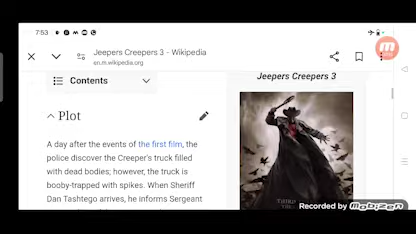 7:53
Jeepers Creepers 3 - Wikipedia
en.m.wikipedia.org
Contents
Jeepers Creepers 3
Plot
A day after the events of the first film, the
police discover the Creeper's truck filled
with dead bodies; however, the truck is
booby-trapped with spikes. When Sheriff
Dan Tashtego arrives, he informs Sergeant
Recorded by Mobizen